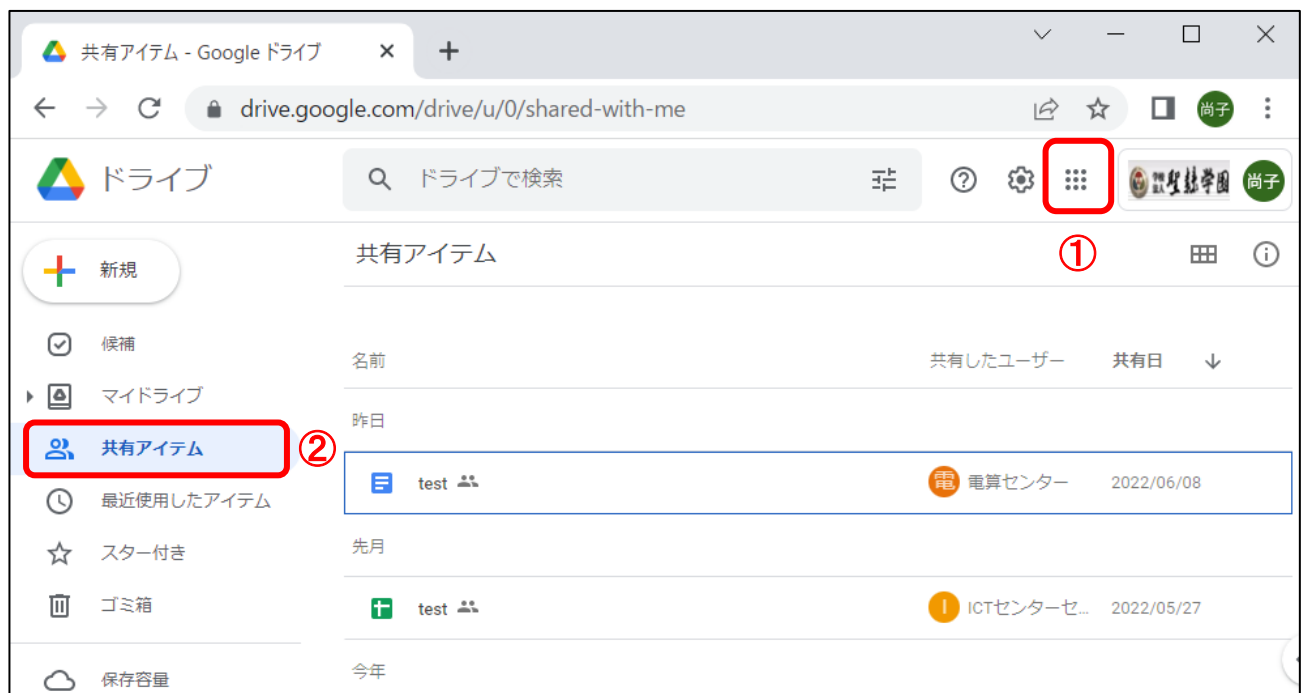 共有アイテム - Google ドライブ
drive.google.com/drive/u/0/shared-with-me
尚子
ドライブ
ドライブで検索
学園
尚子
①
新規
共有アイテム
候補
名前
共有したユーザー
共有日
マイドライブ
昨日
共有アイテム
②
test
電
電算センター
2022/06/08
最近使用したアイテム
先月
スター付き
ゴミ箱
test
I
ICTセンターセ...
2022/05/27
今年
保存容量